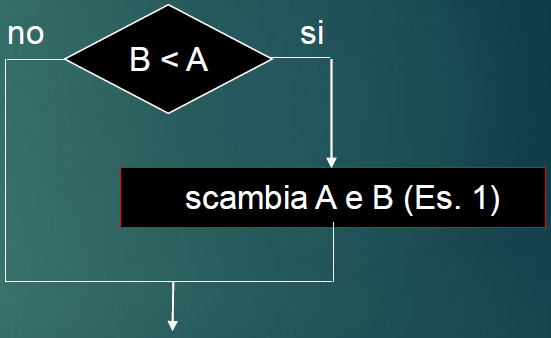 no
si
B < A
scambia A e B (Es. 1)